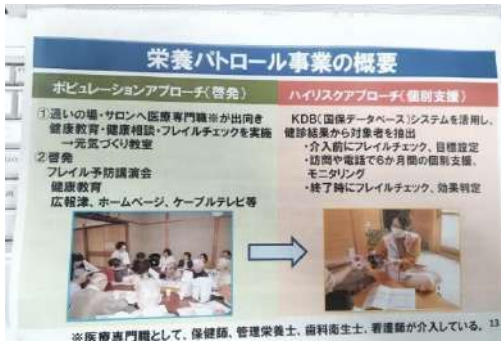 栄養パトロール事業の概要
ポピュレーションアプローチ(啓発)
①通いの場・サロンへ医療専門職※が出向き
健康教育・健康相談・フレイルチェックを実施
→元気づくり教室
②啓発
フレイル予防講演会
健康教育
広報津、ホームページ、ケーブルテレビ等
ハイリスクアプローチ(個別支援)
KDB(国保データベース)システムを活用し、
健診結果から対象者を抽出
・介入前にフレイルチェック、目標設定
・訪問や電話で6か月間の個別支援、
モニタリング
・終了時にフレイルチェック、効果判定
※医療専門職として、保健師、管理栄養士、歯科衛生士、看護師が介入している。
13